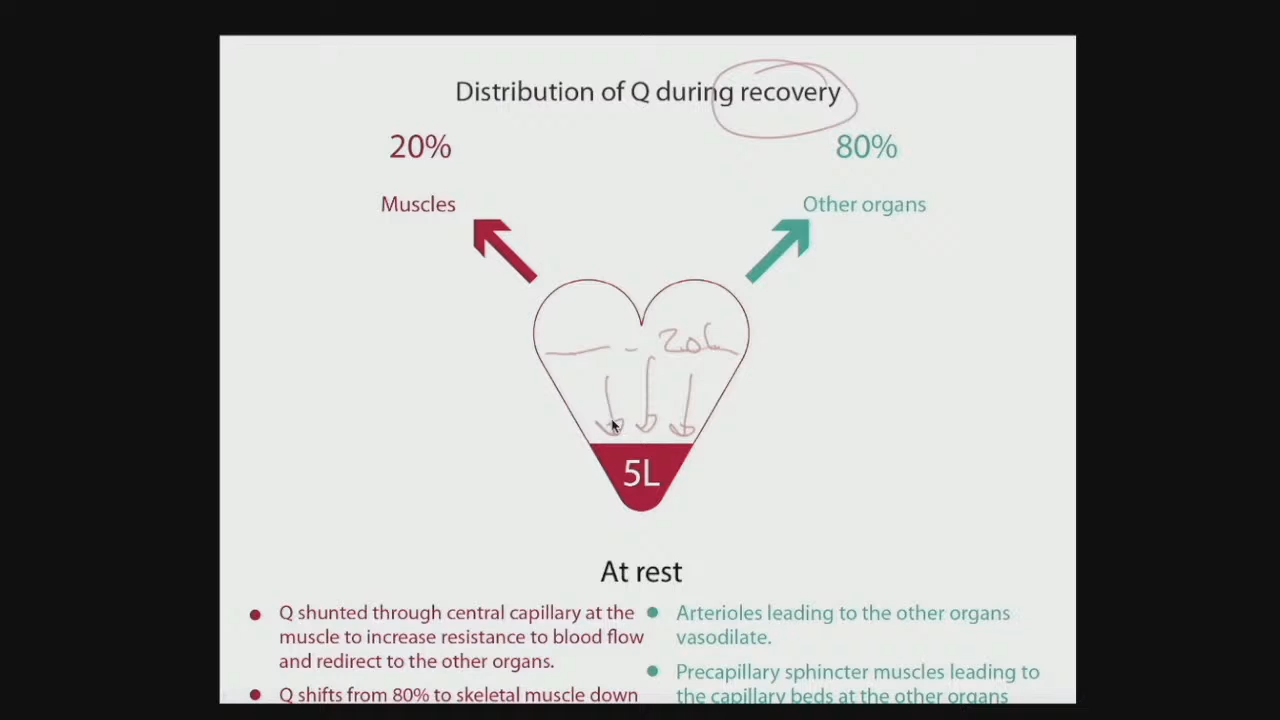 Distribution of Q during recovery
20%
80%
Muscles
Other organs
20L
5L
At rest
Q shunted through central capillary at the
muscle to increase resistance to blood flow
and redirect to the other organs.
Q shifts from 80% to skeletal muscle down
Arterioles leading to the other organs
vasodilate.
Precapillary sphincter muscles leading to
the capillary beds at the other organs